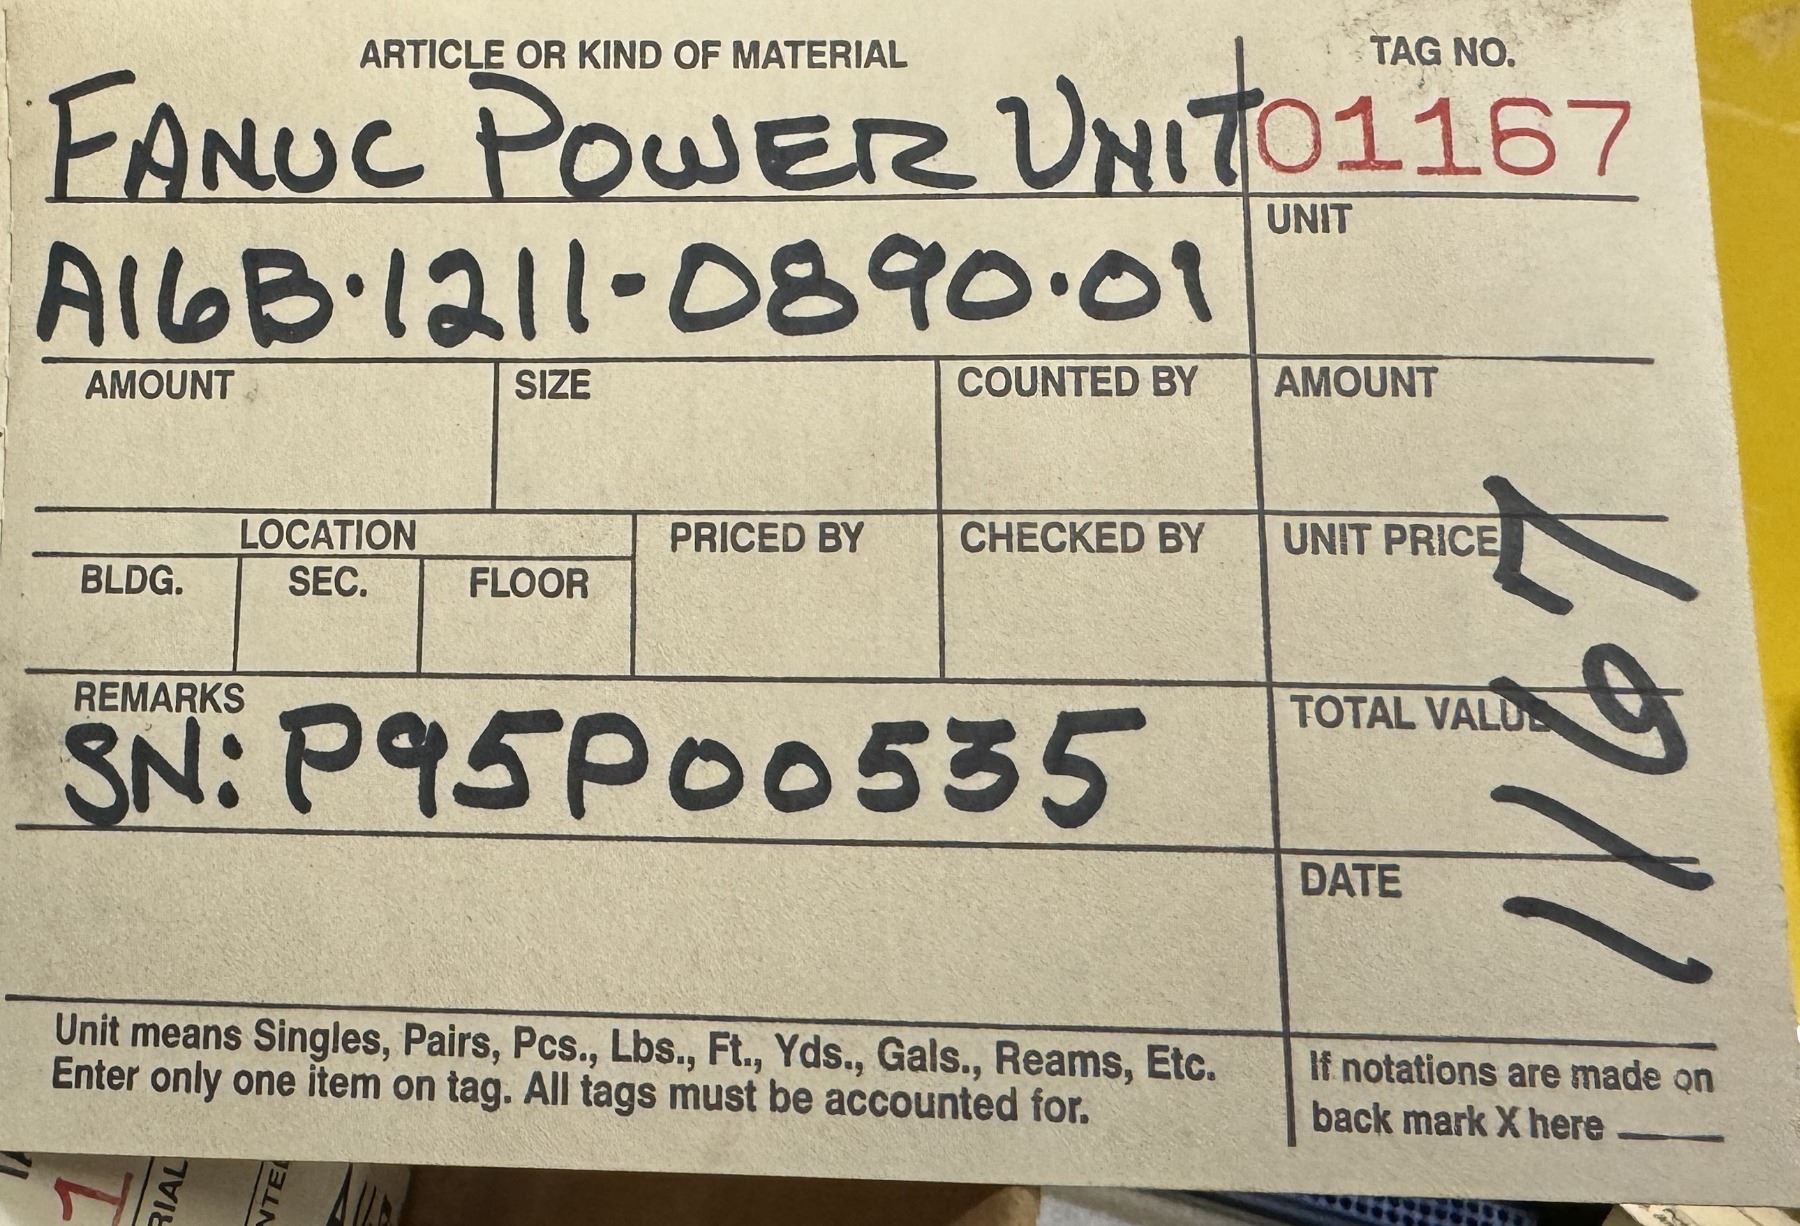 ARTICLE OR KIND OF MATERIAL
TAG NO.
FANUC POWER UNIT
01167
A16B·1211-0890·01
UNIT
AMOUNT
SIZE
COUNTED BY
AMOUNT
LOCATION
PRICED BY
CHECKED BY
UNIT PRICE
BLDG.
SEC.
FLOOR
REMARKS
SN: P95P00535
TOTAL VALUE
1167
DATE
Unit means Singles, Pairs, Pcs., Lbs., Ft., Yds., Gals., Reams, Etc.
Enter only one item on tag. All tags must be accounted for.
If notations are made on
back mark X here